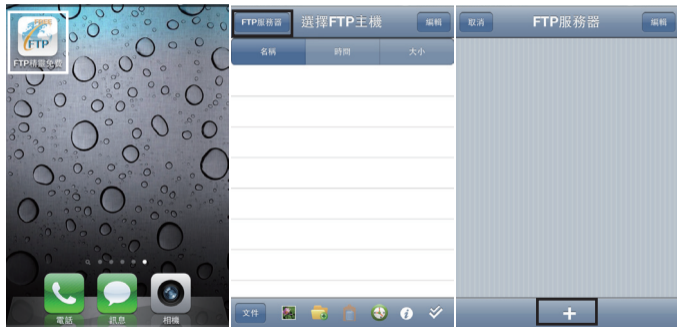 FREE
FTP
FTP精靈免費
電話
訊息
相機
FTP服務器
選擇FTP主機
編輯
名稱
時間
大小
文件
取消
FTP服務器
編輯